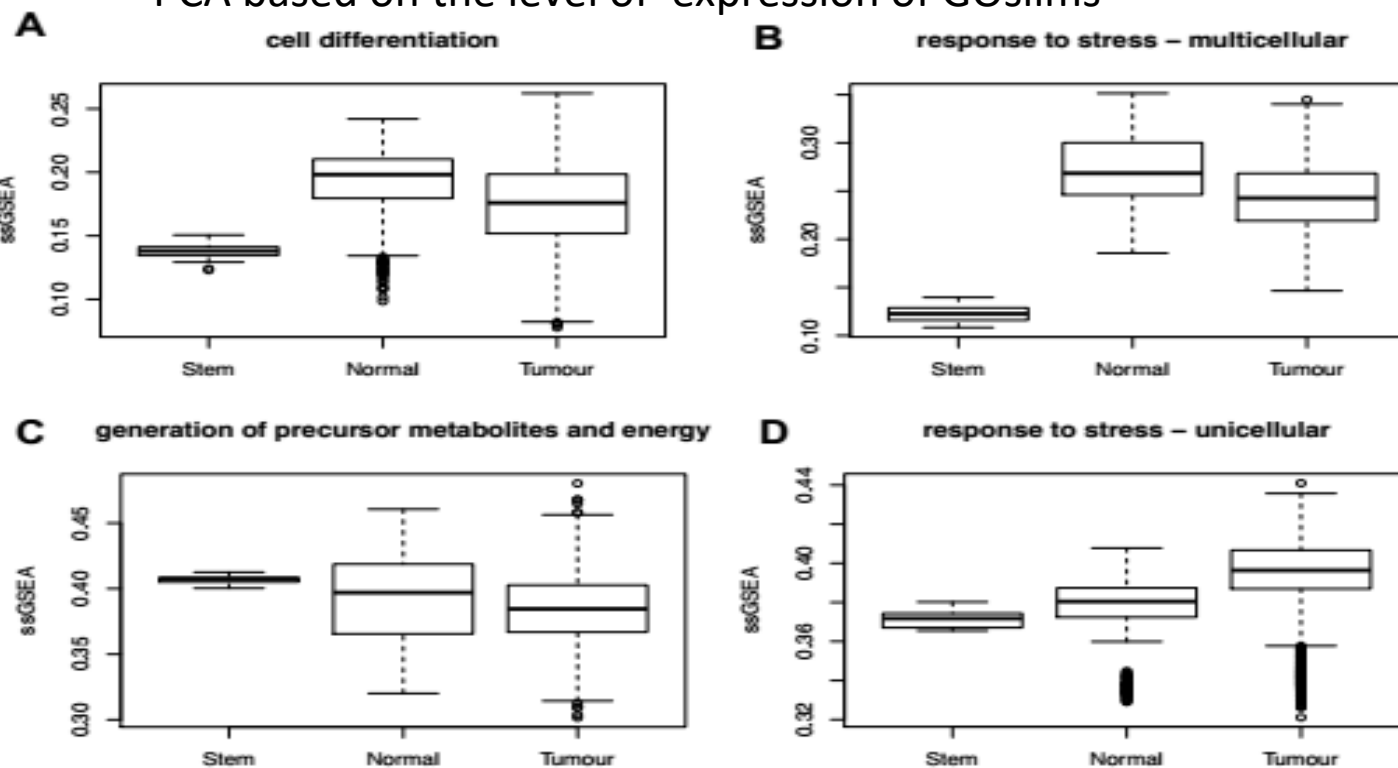 PCA based on the level of expression of GOslims
A
cell differentiation
ssGSEA
0.25
0.20
0.15
0.10
Stem Normal Tumour
B
response to stress – multicellular
ssGSEA
0.30
0.20
0.10
Stem Normal Tumour
C
generation of precursor metabolites and energy
ssGSEA
0.45
0.40
0.35
0.30
Stem Normal Tumour
D
response to stress – unicellular
ssGSEA
0.44
0.40
0.36
0.32
Stem Normal Tumour